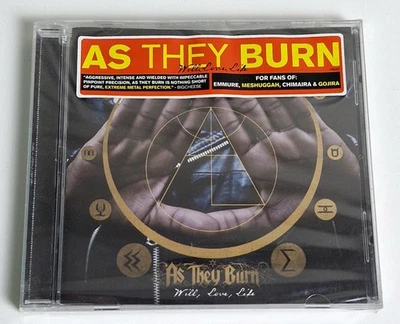 AS THEY BURN
Will, Love, Life
"AGGRESSIVE, INTENSE AND WIELDED WITH IMPECCABLE
PINPOINT PRECISION, AS THEY BURN IS NOTHING SHORT
OF PURE, EXTREME METAL PERFECTION." - BIGCHEESE
FOR FANS OF:
EMMURE, MESHUGGAH, CHIMAIRA & GOJIRA
As They Burn
Will, Love, Life